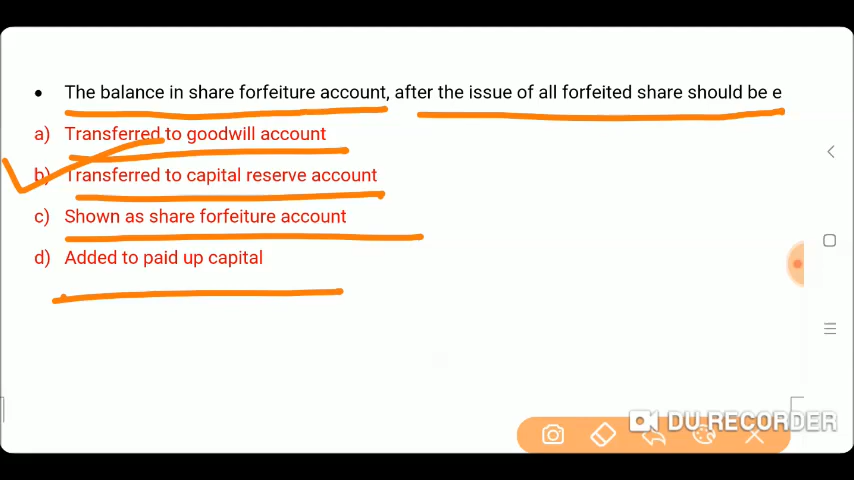 • The balance in share forfeiture account, after the issue of all forfeited share should be e
a) Transferred to goodwill account
b) Transferred to capital reserve account
c) Shown as share forfeiture account
d) Added to paid up capital
DU RECORDER